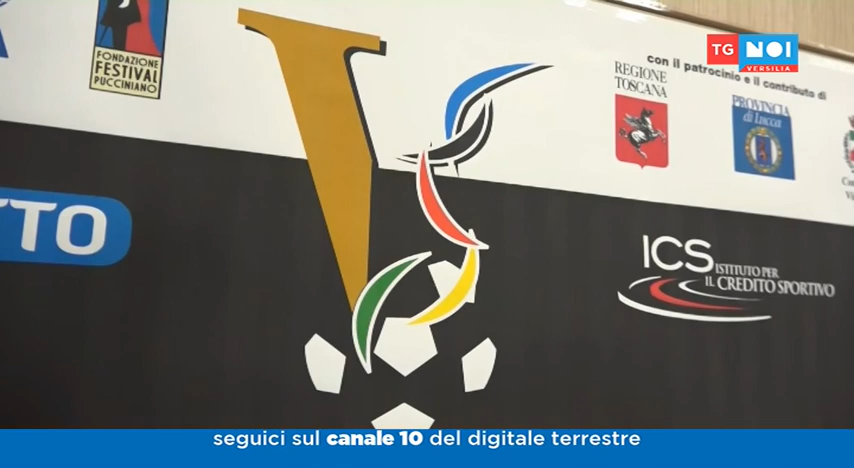 TG NOI
VERSILIA
con il patrocinio e il contributo di
FONDAZIONE
FESTIVAL
PUCCINIANO
REGIONE
TOSCANA
PROVINCIA
di Lucca
TTO
ICS ISTITUTO PER
IL CREDITO SPORTIVO
seguici sul canale 10 del digitale terrestre